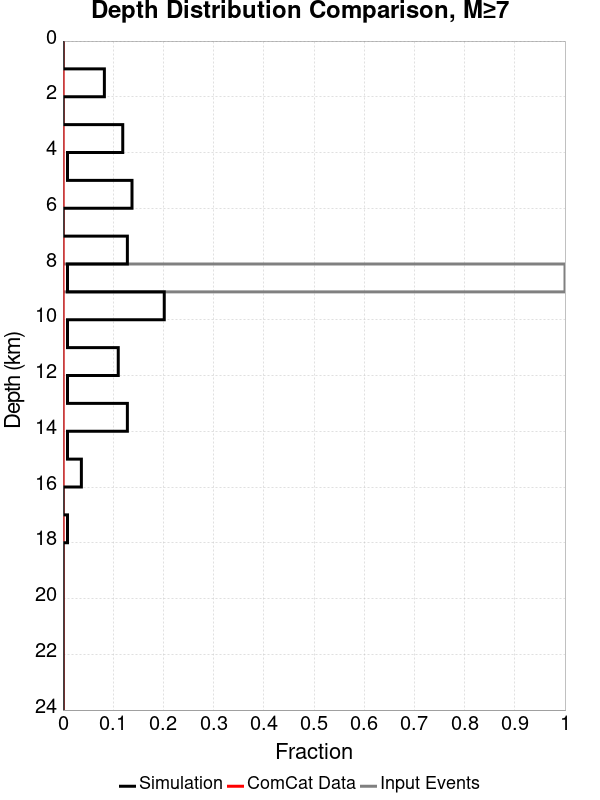 Depth Distribution Comparison, M≥7
0
2
4
6
8
10
12
14
16
18
20
22
24
Depth (km)
0 0.1 0.2 0.3 0.4 0.5 0.6 0.7 0.8 0.9 1
Fraction
Simulation ComCat Data Input Events